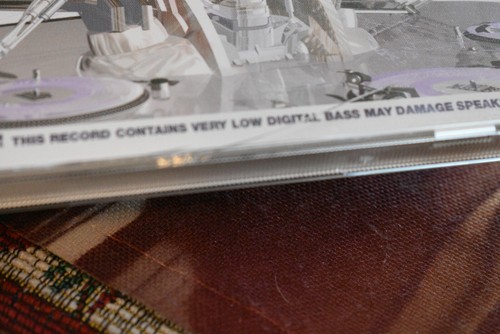 THIS RECORD CONTAINS VERY LOW DIGITAL BASS MAY DAMAGE SPEAK